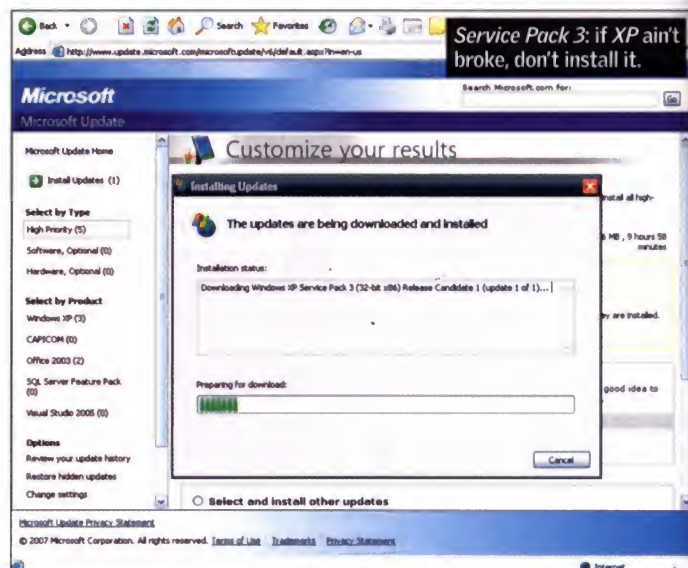 Back
Search
Favorites
Service Pack 3: if XP ain't
broke, don't install it.
Address
http://www.update.microsoft.com/microsoftupdate/v6/default.aspx?ln=en-us
Microsoft
Search Microsoft.com for:
Go
Microsoft Update
Microsoft Update Home
Install Updates (1)
Select by Type
High Priority (5)
Software, Optional (0)
Hardware, Optional (0)
Select by Product
Windows XP (3)
CAPICOM (0)
Office 2003 (2)
SQL Server Feature Pack
(0)
Visual Studio 2005 (0)
Options
Review your update history
Restore hidden updates
Change settings
Customize your results
install all high-
6 MB , 9 hours 58
minutes
ey are installed.
good idea to
Installing Updates
The updates are being downloaded and installed
Installation status:
Downloading Windows XP Service Pack 3 (32-bit x86) Release Candidate 1 (update 1 of 1)...
Preparing for download:
Cancel
Select and install other updates
Microsoft Update Privacy Statement
© 2007 Microsoft Corporation. All rights reserved. Terms of Use Trademarks Privacy Statement
Internet